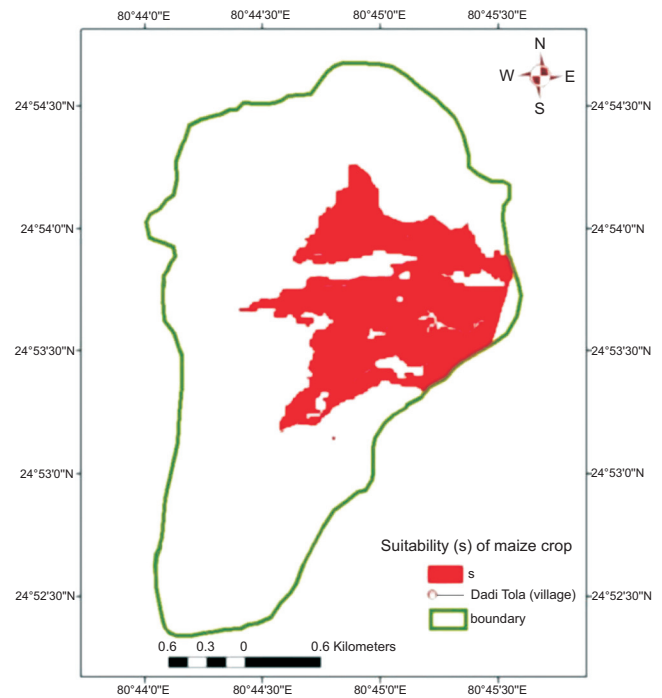 80°44'0"E 80°44'30"E 80°45'0"E 80°45'30"E
N
W E
S
24°54'30"N 24°54'30"N
24°54'0"N 24°54'0"N
24°53'30"N 24°53'30"N
24°53'0"N 24°53'0"N
24°52'30"N 24°52'30"N
Suitability (s) of maize crop
s
Dadi Tola (village)
boundary
0.6 0.3 0 0.6 Kilometers
80°44'0"E 80°44'30"E 80°45'0"E 80°45'30"E